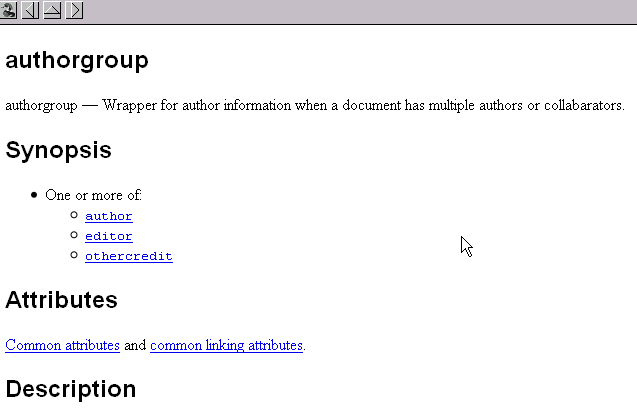 authorgroup
authorgroup — Wrapper for author information when a document has multiple authors or collabarators.
Synopsis
One or more of:
author
editor
othercredit
Attributes
Common attributes and common linking attributes.
Description